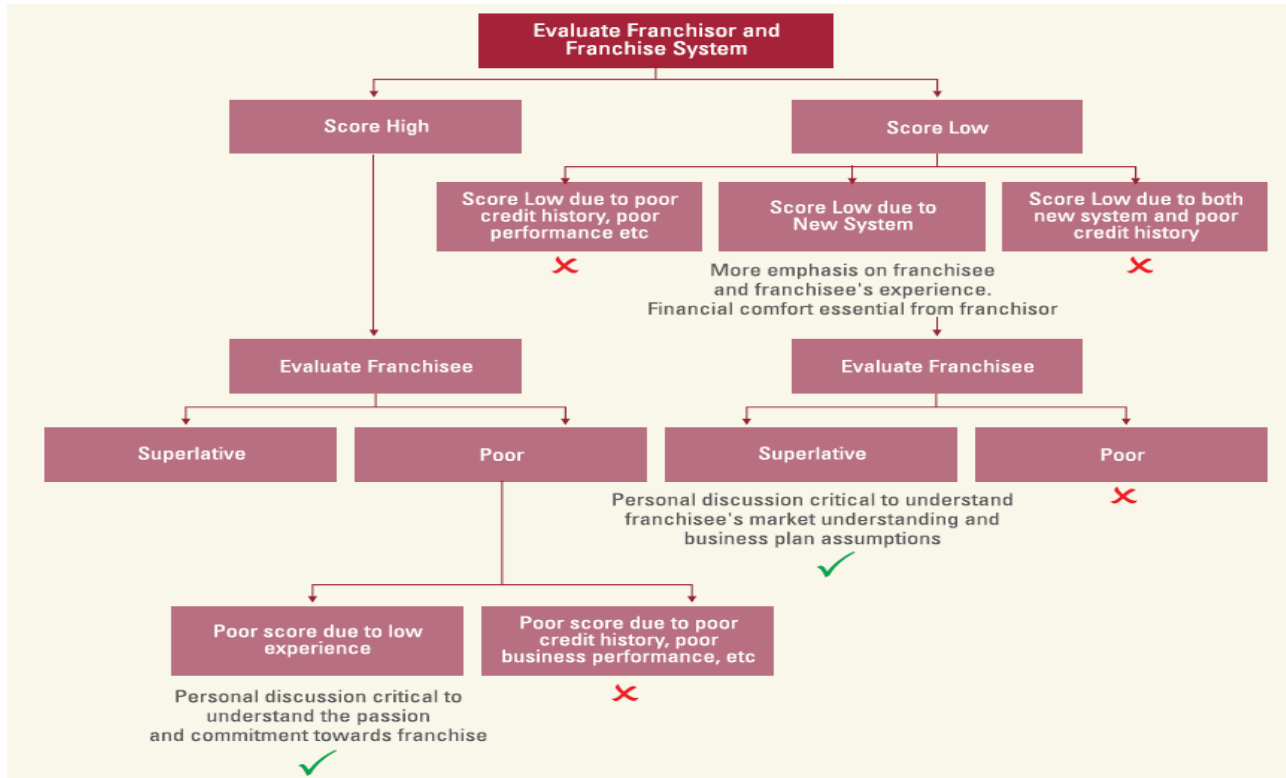 Evaluate Franchisor and
Franchise System
Score High
Score Low
Score Low due to poor
credit history, poor
performance etc
Score Low due to
New System
Score Low due to both
new system and poor
credit history
More emphasis on franchisee
and franchisee's experience.
Financial comfort essential from franchisor
Evaluate Franchisee
Evaluate Franchisee
Superlative
Poor
Superlative
Poor
Personal discussion critical to understand
franchisee's market understanding and
business plan assumptions
Poor score due to low
experience
Poor score due to poor
credit history, poor
business performance, etc
Personal discussion critical to
understand the passion
and commitment towards franchise